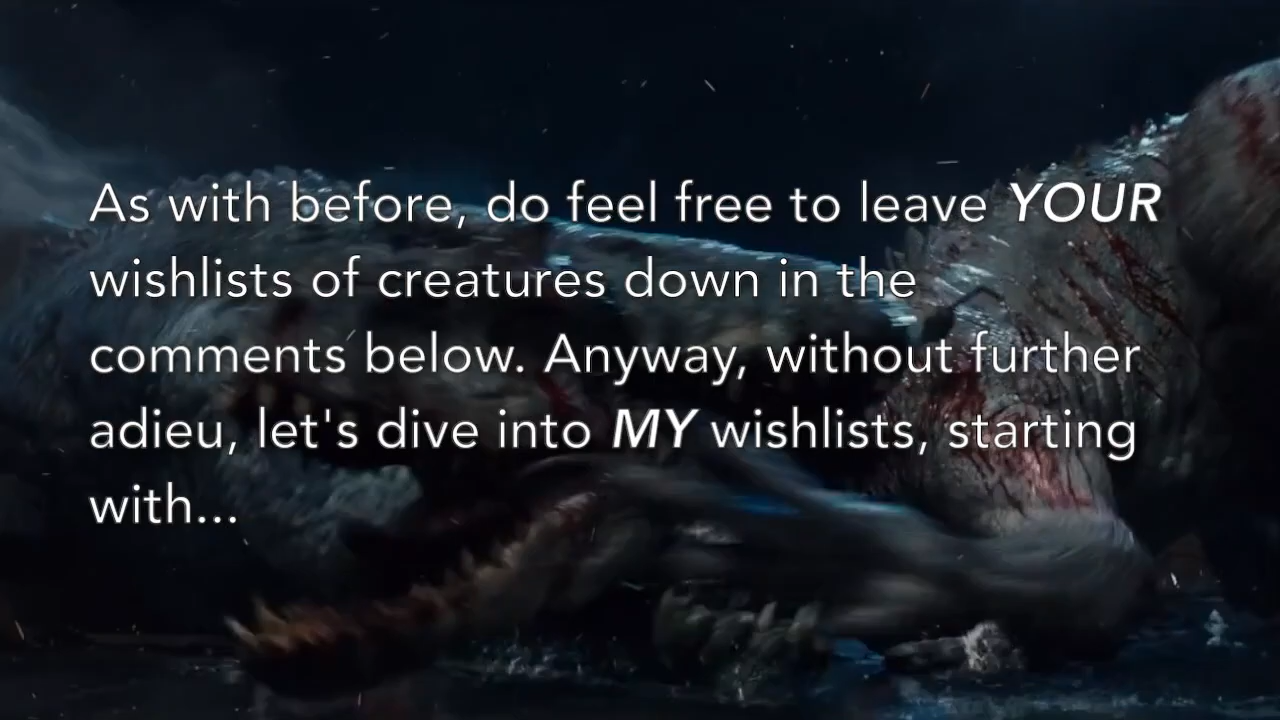 As with before, do feel free to leave YOUR
wishlists of creatures down in the
comments below. Anyway, without further
adieu, let's dive into MY wishlists, starting
with...